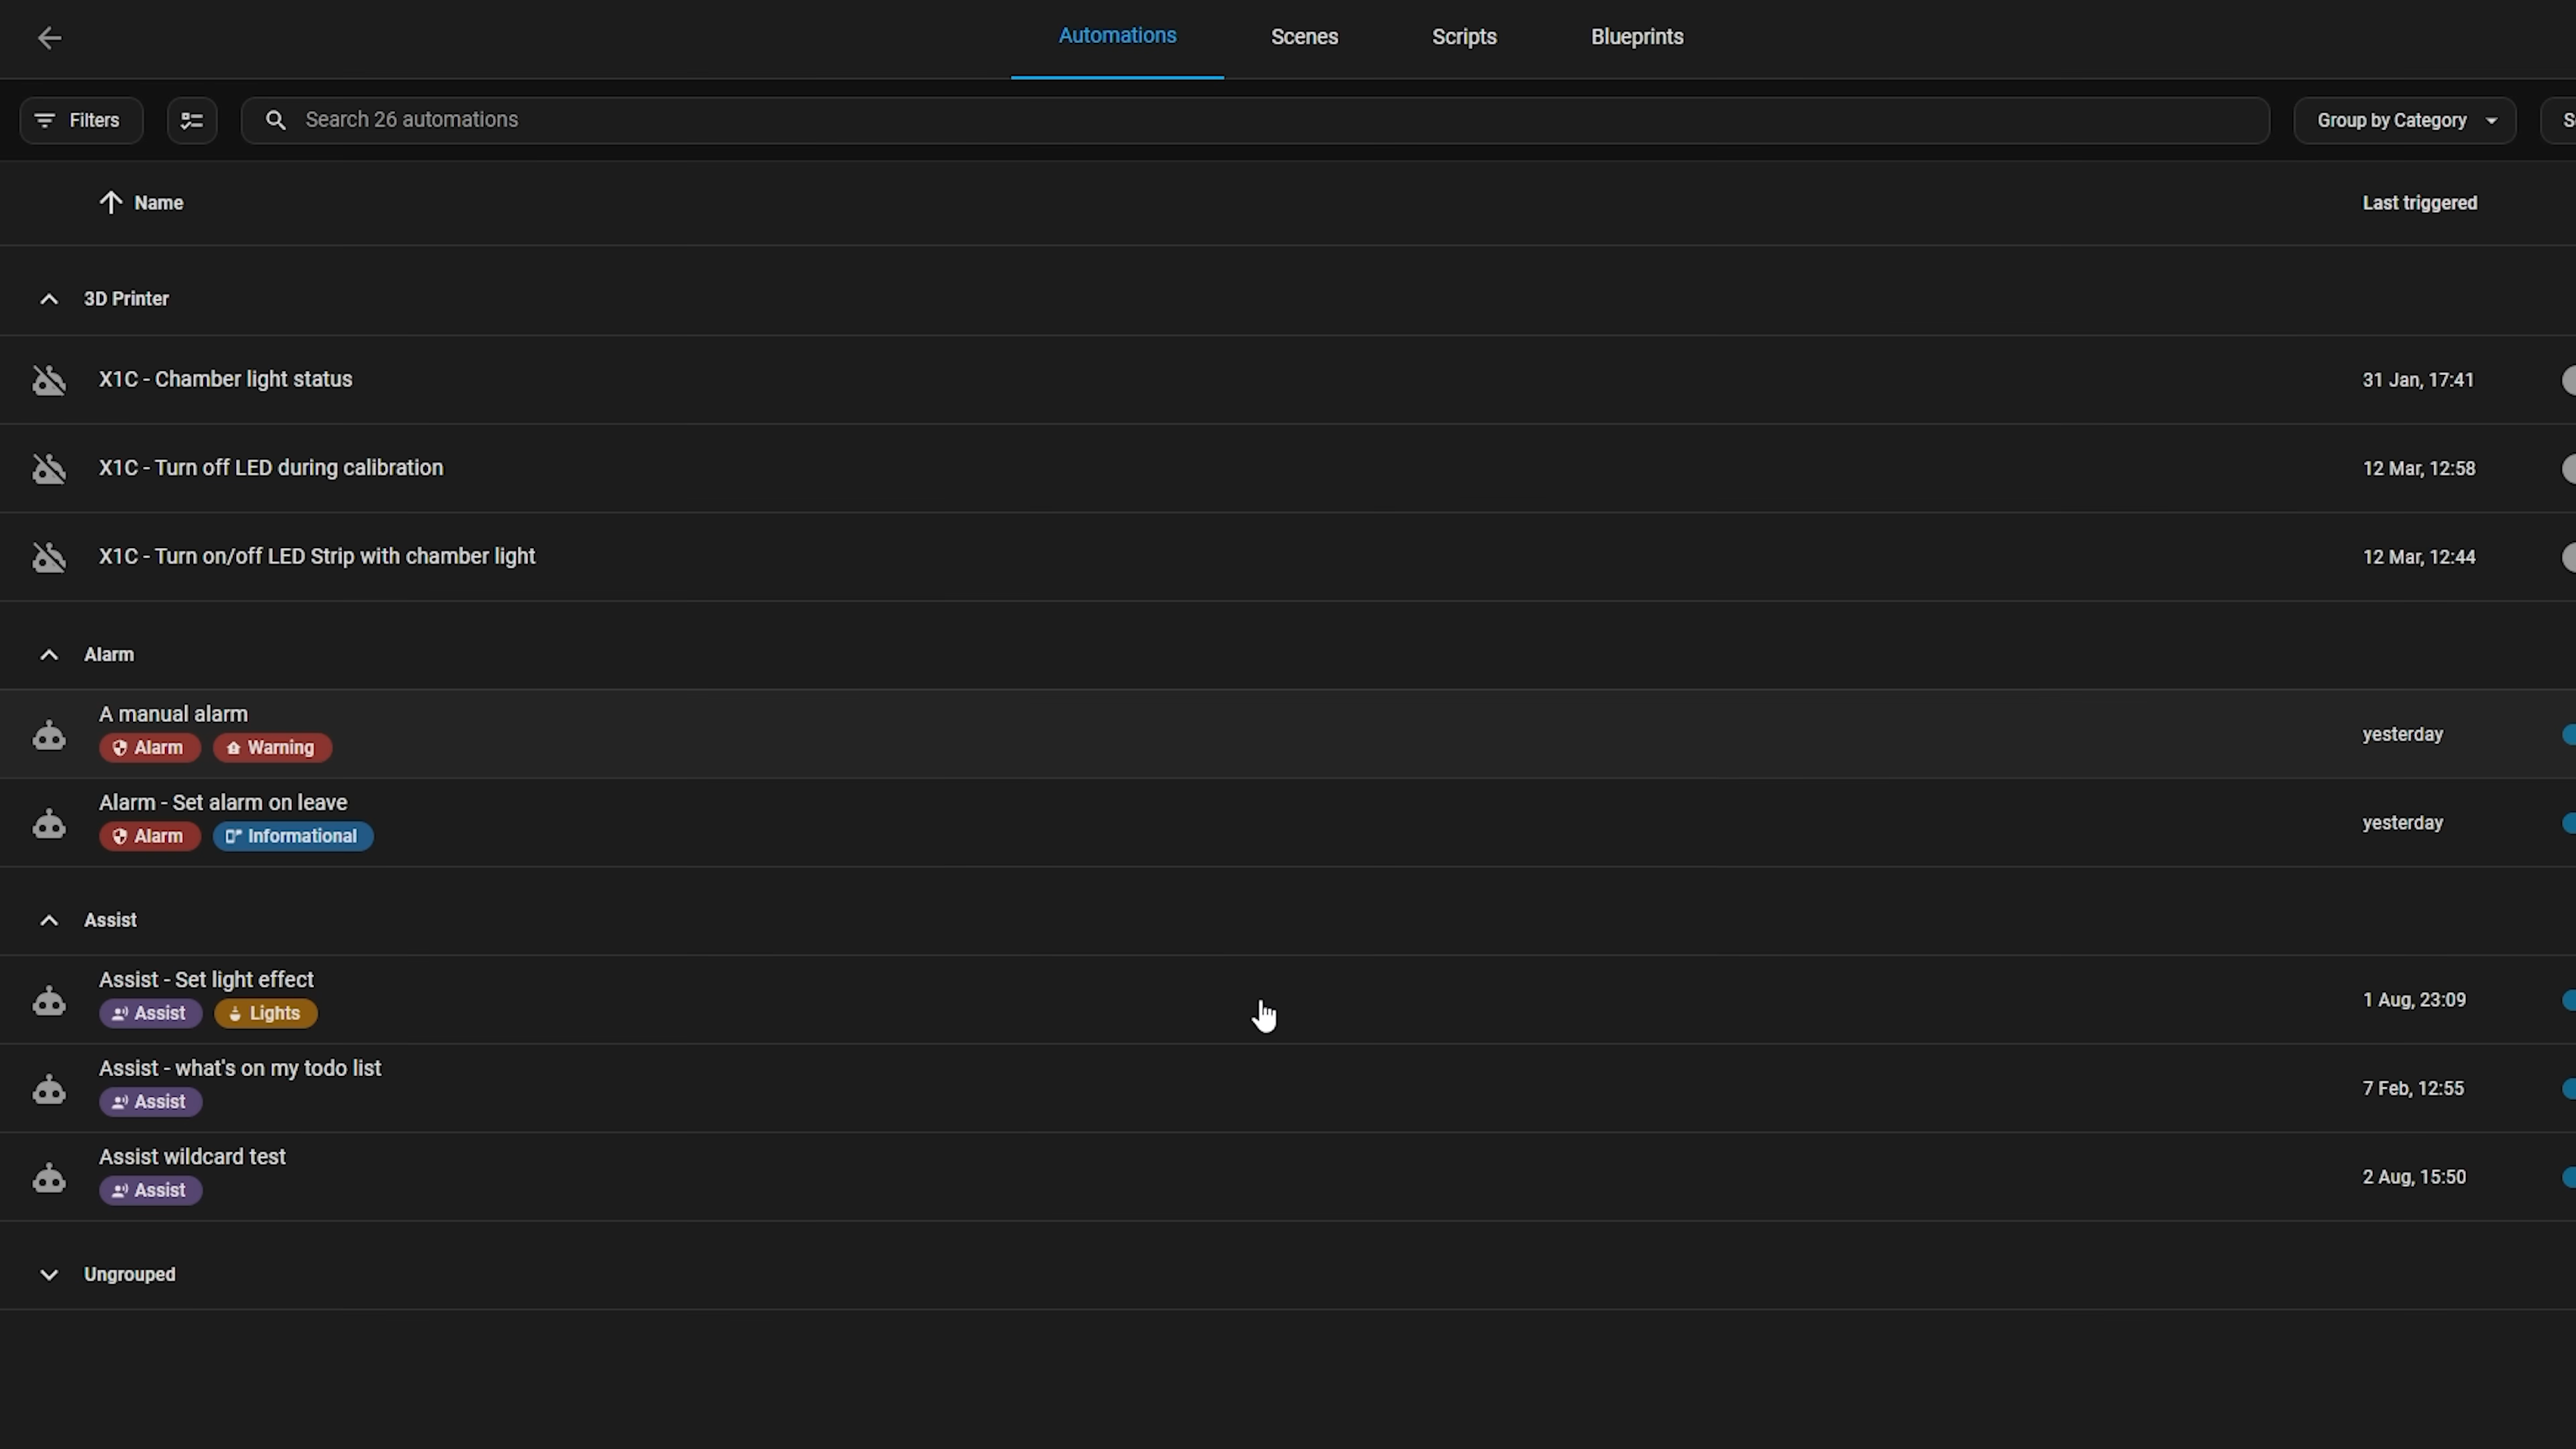 Automations Scenes Scripts Blueprints
Filters Search 26 automations Group by Category S
Name Last triggered
3D Printer
X1C - Chamber light status 31 Jan, 17:41
X1C - Turn off LED during calibration 12 Mar, 12:58
X1C - Turn on/off LED Strip with chamber light 12 Mar, 12:44
Alarm
A manual alarm
Alarm Warning yesterday
Alarm - Set alarm on leave
Alarm Informational yesterday
Assist
Assist - Set light effect
Assist Lights 1 Aug, 23:09
Assist - what's on my todo list
Assist 7 Feb, 12:55
Assist wildcard test
Assist 2 Aug, 15:50
Ungrouped